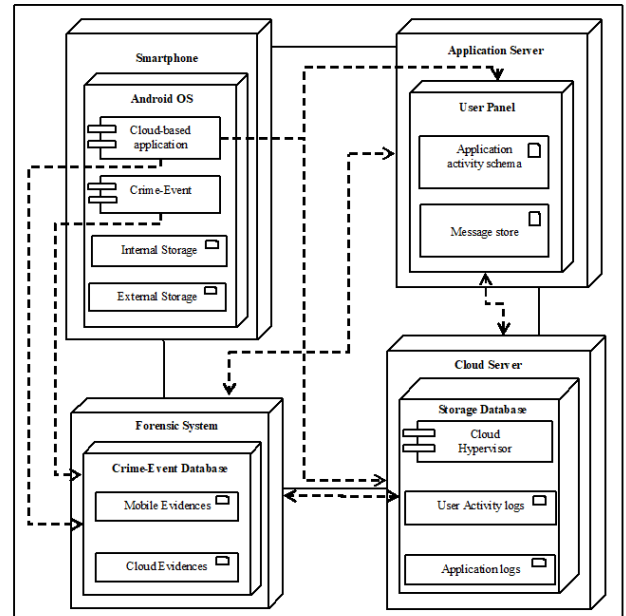 Smartphone
Android OS
Cloud-based
application
Crime-Event
Internal Storage
External Storage
Application Server
User Panel
Application
activity schema
Message store
Forensic System
Crime-Event Database
Mobile Evidences
Cloud Evidences
Cloud Server
Storage Database
Cloud
Hypervisor
User Activity logs
Application logs